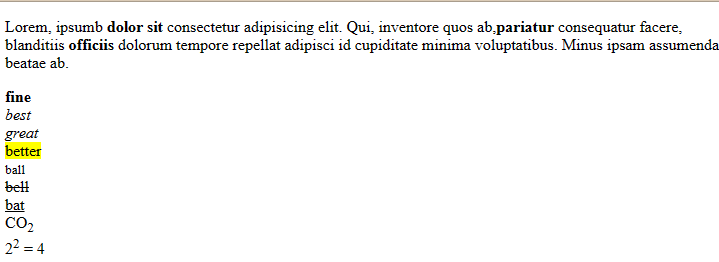 Lorem, ipsumb dolor sit consectetur adipisicing elit. Qui, inventore quos ab,pariatur consequatur facere,
blanditiis officiis dolorum tempore repellat adipisci id cupiditate minima voluptatibus. Minus ipsam assumenda
beatae ab.
fine
best
great
better
ball
bell
bat
CO₂
2² = 4